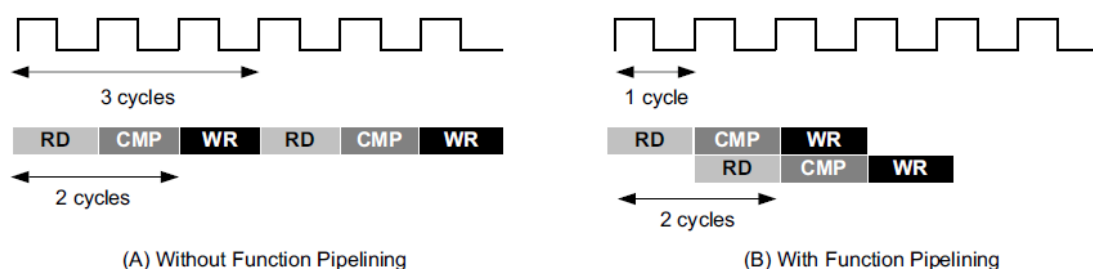 3 cycles
RD CMP WR RD CMP WR
2 cycles
(A) Without Function Pipelining
1 cycle
RD CMP WR
RD CMP WR
2 cycles
(B) With Function Pipelining